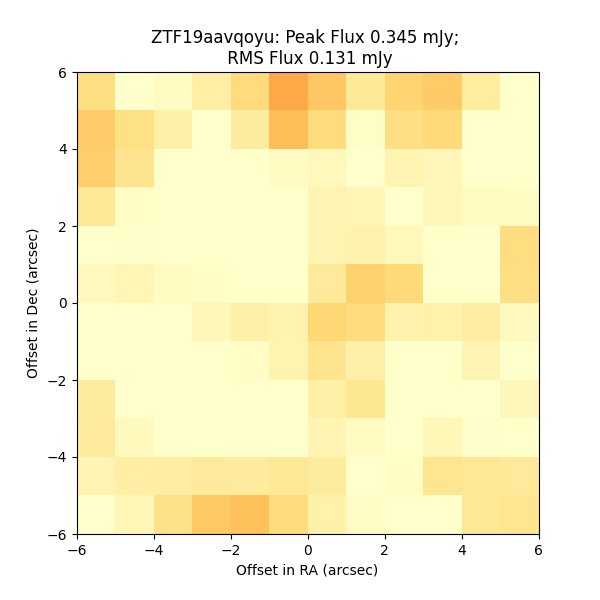 ZTF19aavqoyu: Peak Flux 0.345 mJy;
RMS Flux 0.131 mJy
6
4
2
0
−2
−4
−6
Offset in Dec (arcsec)
−6 −4 −2 0 2 4 6
Offset in RA (arcsec)